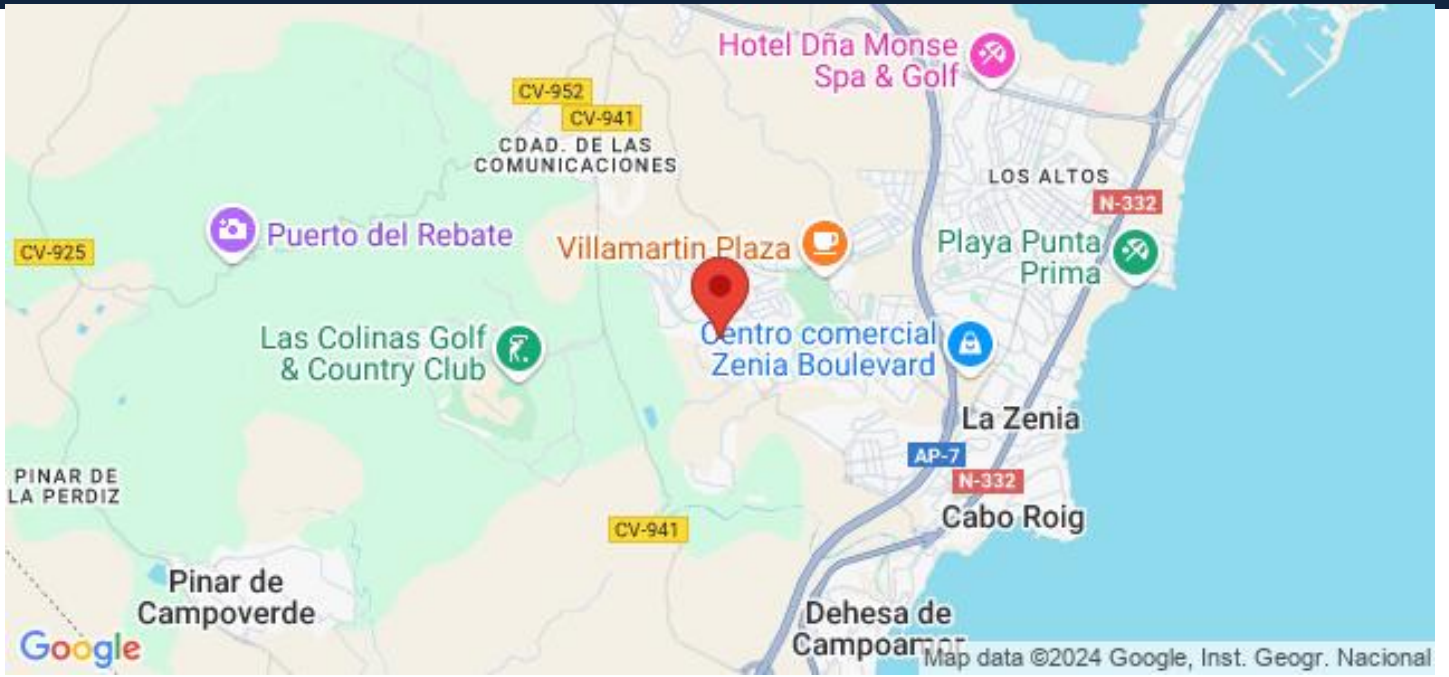 Hotel Dña Monse
Spa & Golf
CV-952
CV-941
CDAD. DE LAS
COMUNICACIONES
LOS ALTOS
N-332
CV-925
Puerto del Rebate
Villamartin Plaza
Playa Punta
Prima
Las Colinas Golf
& Country Club
Centro comercial
Zenia Boulevard
La Zenia
AP-7
N-332
PINAR DE
LA PERDIZ
CV-941
Cabo Roig
Pinar de
Campoverde
Dehesa de
Campoamor
Google
Map data ©2024 Google, Inst. Geogr. Nacional